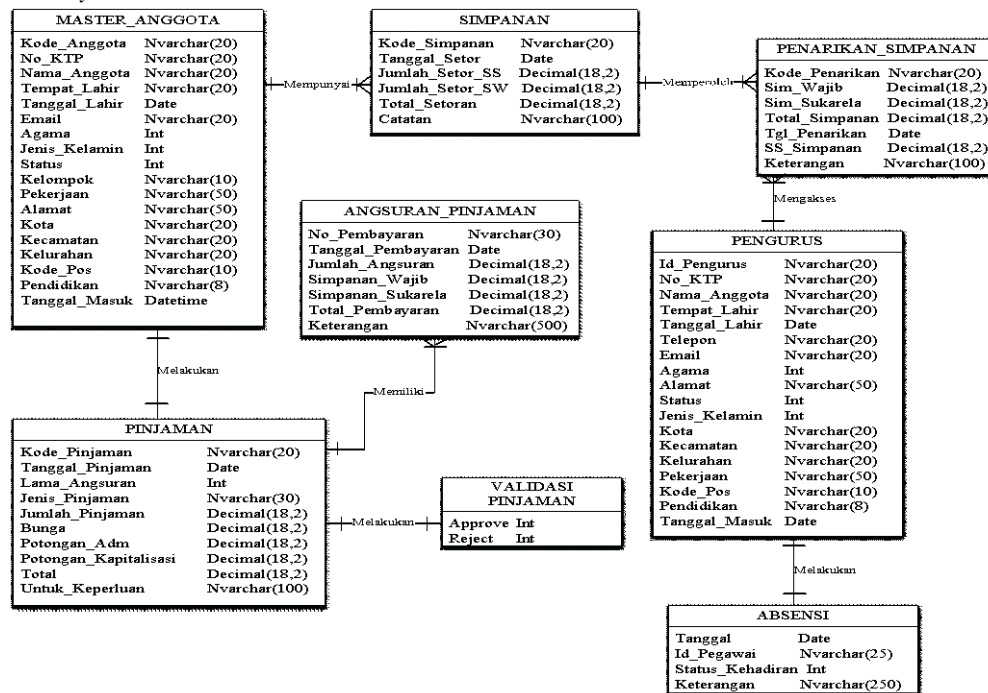 MASTER_ANGGOTA
Kode_Anggota Nvarchar(20)
No_KTP Nvarchar(20)
Nama_Anggota Nvarchar(20)
Tempat_Lahir Nvarchar(20)
Tanggal_Lahir Date
Email Nvarchar(20)
Agama Int
Jenis_Kelamin Int
Status Int
Kelompok Nvarchar(10)
Pekerjaan Nvarchar(50)
Alamat Nvarchar(50)
Kota Nvarchar(20)
Kecamatan Nvarchar(20)
Kelurahan Nvarchar(20)
Kode_Pos Nvarchar(10)
Pendidikan Nvarchar(8)
Tanggal_Masuk Datetime
Mempunyai
SIMPANAN
Kode_Simpanan Nvarchar(20)
Tanggal_Setor Date
Jumlah_Setor_SS Decimal(18,2)
Jumlah_Setor_SW Decimal(18,2)
Total_Setoran Decimal(18,2)
Catatan Nvarchar(100)
Memperoleh
PENARIKAN_SIMPANAN
Kode_Penarikan Nvarchar(20)
Sim_Wajib Decimal(18,2)
Sim_Sukarela Decimal(18,2)
Total_Simpanan Decimal(18,2)
Tgl_Penarikan Date
SS_Simpanan Decimal(18,2)
Keterangan Nvarchar(100)
Mengakses
ANGSURAN_PINJAMAN
No_Pembayaran Nvarchar(30)
Tanggal_Pembayaran Date
Jumlah_Angsuran Decimal(18,2)
Simpanan_Wajib Decimal(18,2)
Simpanan_Sukarela Decimal(18,2)
Total_Pembayaran Decimal(18,2)
Keterangan Nvarchar(500)
PENGURUS
Id_Pengurus Nvarchar(20)
No_KTP Nvarchar(20)
Nama_Anggota Nvarchar(20)
Tempat_Lahir Nvarchar(20)
Tanggal_Lahir Date
Telepon Nvarchar(20)
Email Nvarchar(20)
Agama Int
Alamat Nvarchar(50)
Status Int
Jenis_Kelamin Int
Kota Nvarchar(20)
Kecamatan Nvarchar(20)
Kelurahan Nvarchar(20)
Pekerjaan Nvarchar(50)
Kode_Pos Nvarchar(10)
Pendidikan Nvarchar(8)
Tanggal_Masuk Date
Melakukan
Memiliki
PINJAMAN
Kode_Pinjaman Nvarchar(20)
Tanggal_Pinjaman Date
Lama_Angsuran Int
Jenis_Pinjaman Nvarchar(30)
Jumlah_Pinjaman Decimal(18,2)
Bunga Decimal(18,2)
Potongan_Adm Decimal(18,2)
Potongan_Kapitalisasi Decimal(18,2)
Total Decimal(18,2)
Untuk_Keperluan Nvarchar(100)
Melakukan
VALIDASI
PINJAMAN
Approve Int
Reject Int
Melakukan
ABSENSI
Tanggal Date
Id_Pegawai Nvarchar(25)
Status_Kehadiran Int
Keterangan Nvarchar(250)